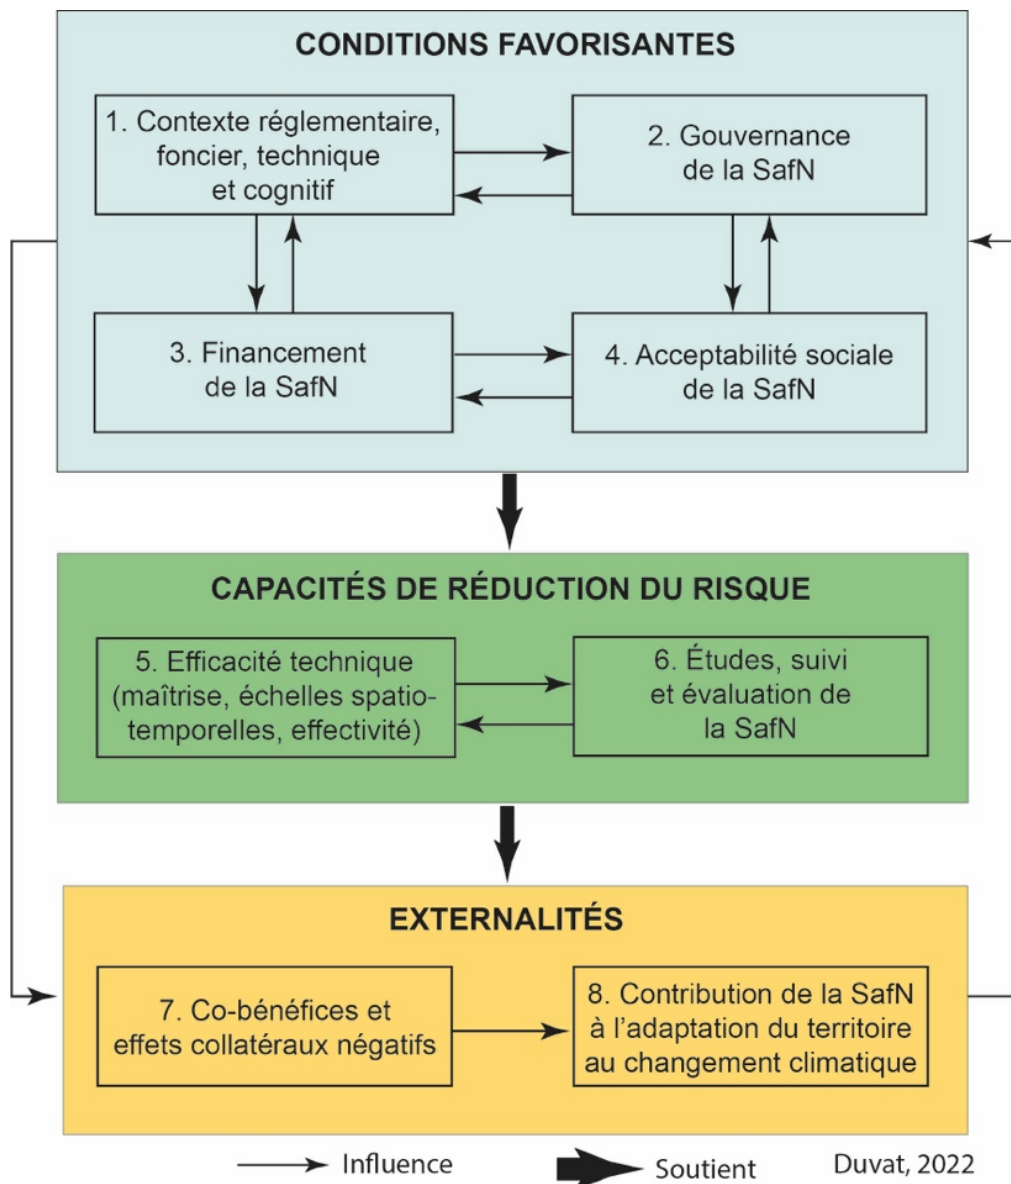 CONDITIONS FAVORISANTES
1. Contexte réglementaire,
foncier, technique
et cognitif
2. Gouvernance
de la SafN
3. Financement
de la SafN
4. Acceptabilité sociale
de la SafN
CAPACITÉS DE RÉDUCTION DU RISQUE
5. Efficacité technique
(maîtrise, échelles spatio-
temporelles, effectivité)
6. Études, suivi
et évaluation de
la SafN
EXTERNALITÉS
7. Co-bénéfices et
effets collatéraux négatifs
8. Contribution de la SafN
à l'adaptation du territoire
au changement climatique
Influence
Soutient
Duvat, 2022